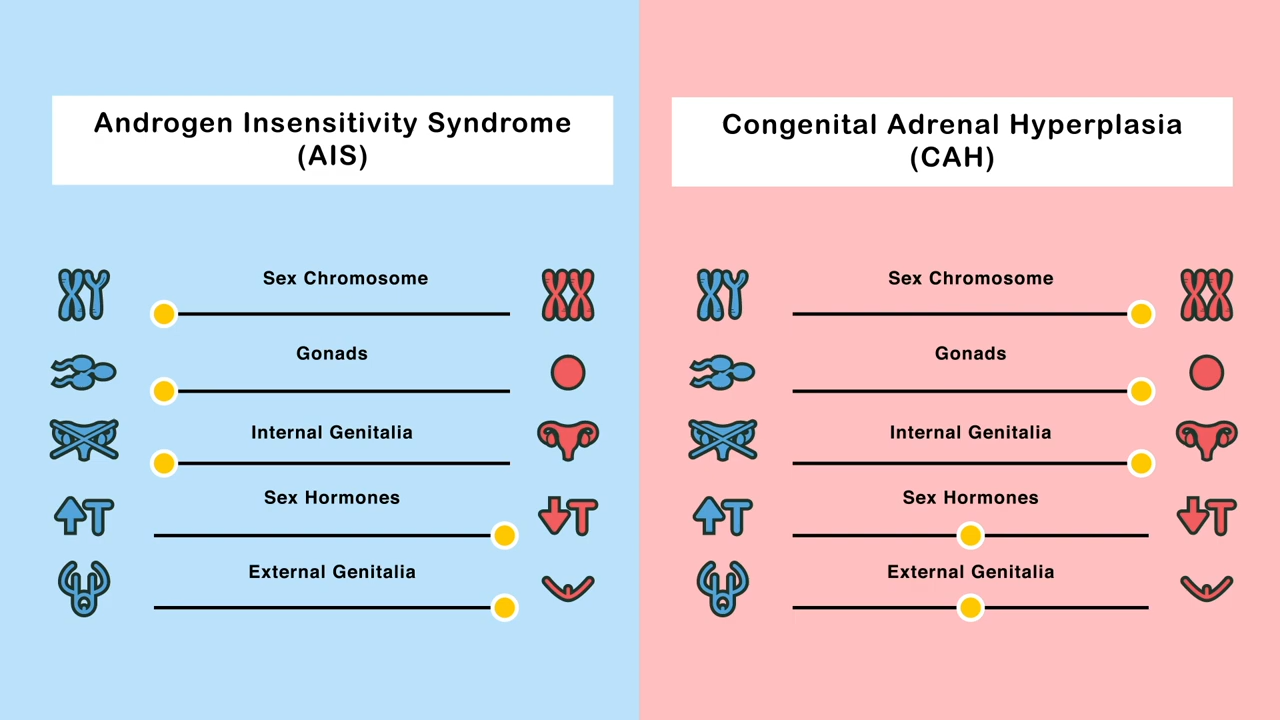 Androgen Insensitivity Syndrome
(AIS)
Sex Chromosome
Gonads
Internal Genitalia
Sex Hormones
T
T
External Genitalia
Congenital Adrenal Hyperplasia
(CAH)
Sex Chromosome
Gonads
Internal Genitalia
Sex Hormones
T
T
External Genitalia